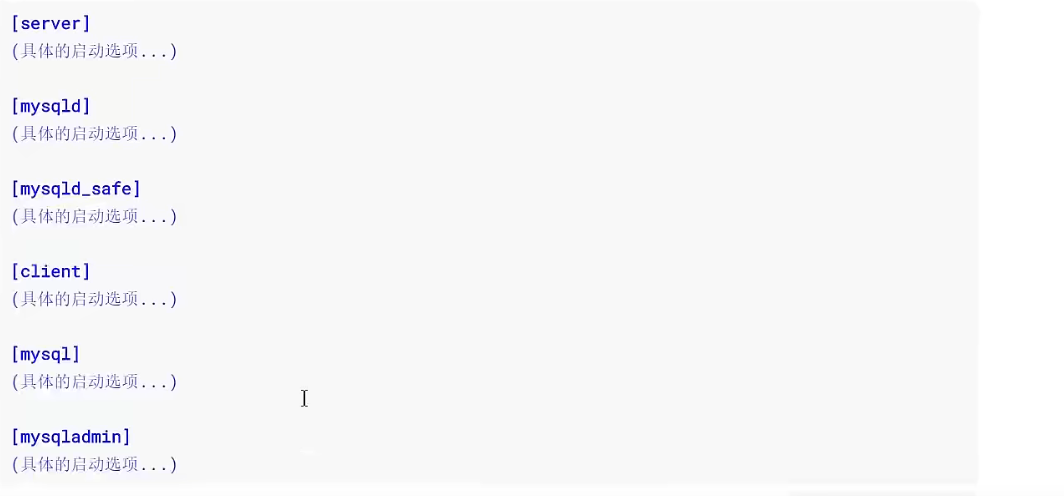 [server]
(具体的启动选项...)
[mysqld]
(具体的启动选项...)
[mysqld_safe]
(具体的启动选项...)
[client]
(具体的启动选项...)
[mysql]
(具体的启动选项...)
[mysqladmin]
(具体的启动选项...)